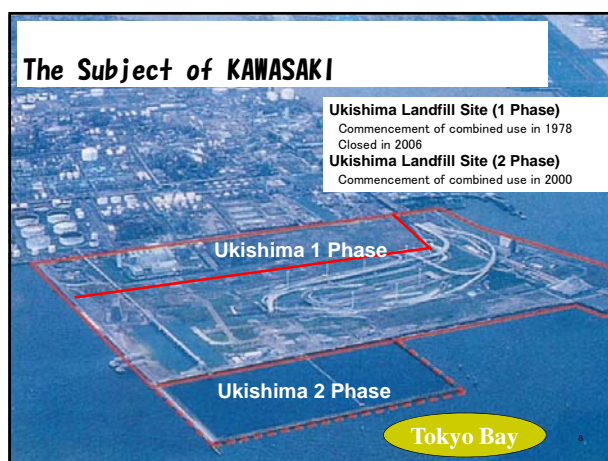 The Subject of KAWASAKI
Ukishima Landfill Site (1 Phase)
Commencement of combined use in 1978
Closed in 2006
Ukishima Landfill Site (2 Phase)
Commencement of combined use in 2000
Ukishima 1 Phase
Ukishima 2 Phase
Tokyo Bay
8